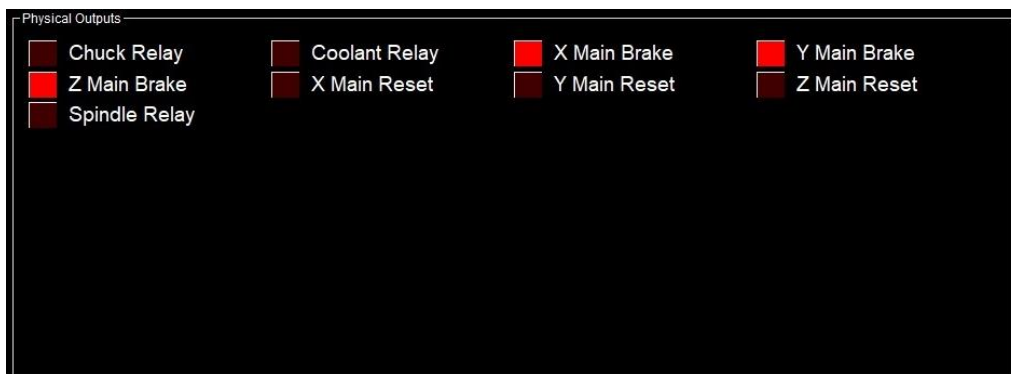 Physical Outputs
Chuck Relay Coolant Relay X Main Brake Y Main Brake
Z Main Brake X Main Reset Y Main Reset Z Main Reset
Spindle Relay